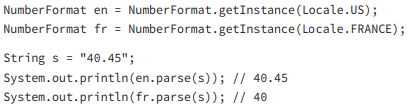 NumberFormat en = NumberFormat.getInstance(Locale.US);
NumberFormat fr = NumberFormat.getInstance(Locale.FRANCE);
String s = "40.45";
System.out.println(en.parse(s)); // 40.45
System.out.println(fr.parse(s)); // 40